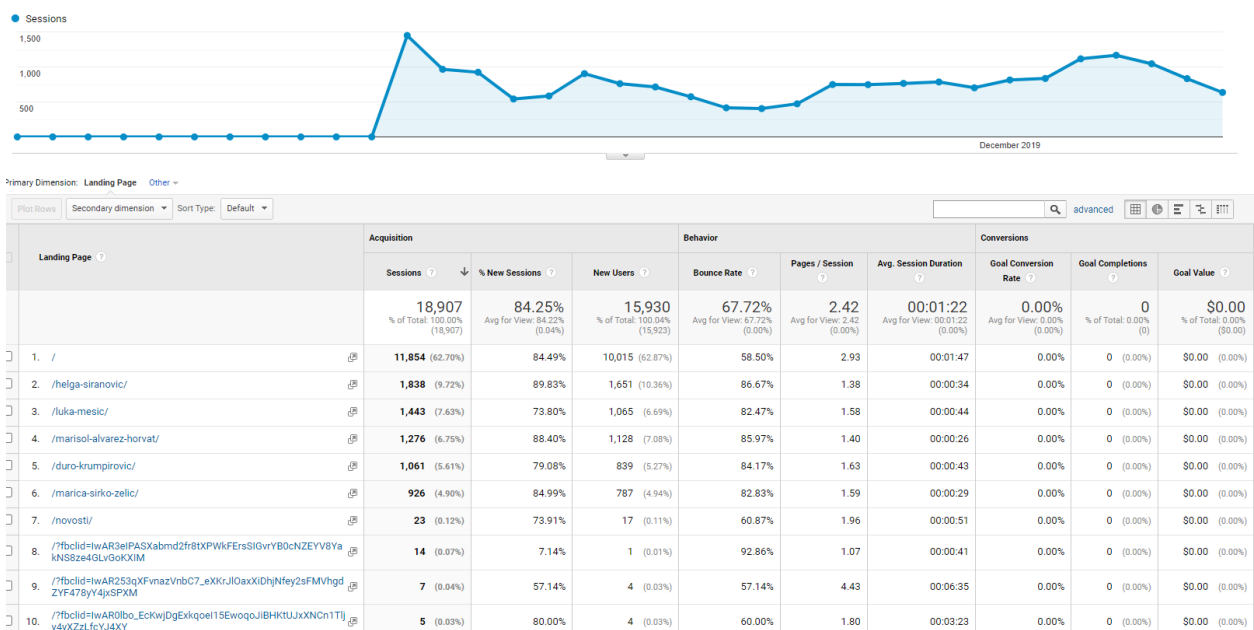 Sessions
1,500
1,000
500
December 2019
Primary Dimension: Landing Page Other
Plot Rows Secondary dimension Sort Type: Default advanced
Acquisition Behavior Conversions
Landing Page ? Sessions ? % New Sessions ? New Users ? Bounce Rate ? Pages / Session ? Avg. Session Duration ? Goal Conversion Rate ? Goal Completions ? Goal Value ?
18,907 84.25% 15,930 67.72% 2.42 00:01:22 0.00% 0 $0.00
% of Total: 100.00% Avg for View: 84.22% % of Total: 100.04% Avg for View: 67.72% Avg for View: 2.42 Avg for View: 00:01:22 Avg for View: 0.00% % of Total: 0.00% % of Total: 0.00%
(18,907) (0.04%) (15,923) (0.00%) (0.00%) (0.00%) (0.00%) (0) ($0.00)
1. / 11,854 (62.70%) 84.49% 10,015 (62.87%) 58.50% 2.93 00:01:47 0.00% 0 (0.00%) $0.00 (0.00%)
2. /helga-siranovic/ 1,838 (9.72%) 89.83% 1,651 (10.36%) 86.67% 1.38 00:00:34 0.00% 0 (0.00%) $0.00 (0.00%)
3. /luka-mesic/ 1,443 (7.63%) 73.80% 1,065 (6.69%) 82.47% 1.58 00:00:44 0.00% 0 (0.00%) $0.00 (0.00%)
4. /marisol-alvarez-horvat/ 1,276 (6.75%) 88.40% 1,128 (7.08%) 85.97% 1.40 00:00:26 0.00% 0 (0.00%) $0.00 (0.00%)
5. /duro-krumpirovic/ 1,061 (5.61%) 79.08% 839 (5.27%) 84.17% 1.63 00:00:43 0.00% 0 (0.00%) $0.00 (0.00%)
6. /marica-sirko-zelic/ 926 (4.90%) 84.99% 787 (4.94%) 82.83% 1.59 00:00:29 0.00% 0 (0.00%) $0.00 (0.00%)
7. /novosti/ 23 (0.12%) 73.91% 17 (0.11%) 60.87% 1.96 00:00:51 0.00% 0 (0.00%) $0.00 (0.00%)
/?fbclid=IwAR3eIPASXabmd2fr8tXPWkFErsSIGvrYB0cNZEYV8Ya
8. 14 (0.07%) 7.14% 1 (0.01%) 92.86% 1.07 00:00:41 0.00% 0 (0.00%) $0.00 (0.00%)
kNS8ze4GLvGoKXIM
/?fbclid=IwAR253qXFvnazVnbC7_eXKrJlOaxXiDhjNfey2sFMVhgd
9. 7 (0.04%) 57.14% 4 (0.03%) 57.14% 4.43 00:06:35 0.00% 0 (0.00%) $0.00 (0.00%)
ZYF478yY4jxSPXM
/?fbclid=IwAR0lbo_EcKwjDgExkqoeI15EwoqoJiBHKtUJxXNCn1Tlj
10. 5 (0.03%) 80.00% 4 (0.03%) 60.00% 1.80 00:03:23 0.00% 0 (0.00%) $0.00 (0.00%)